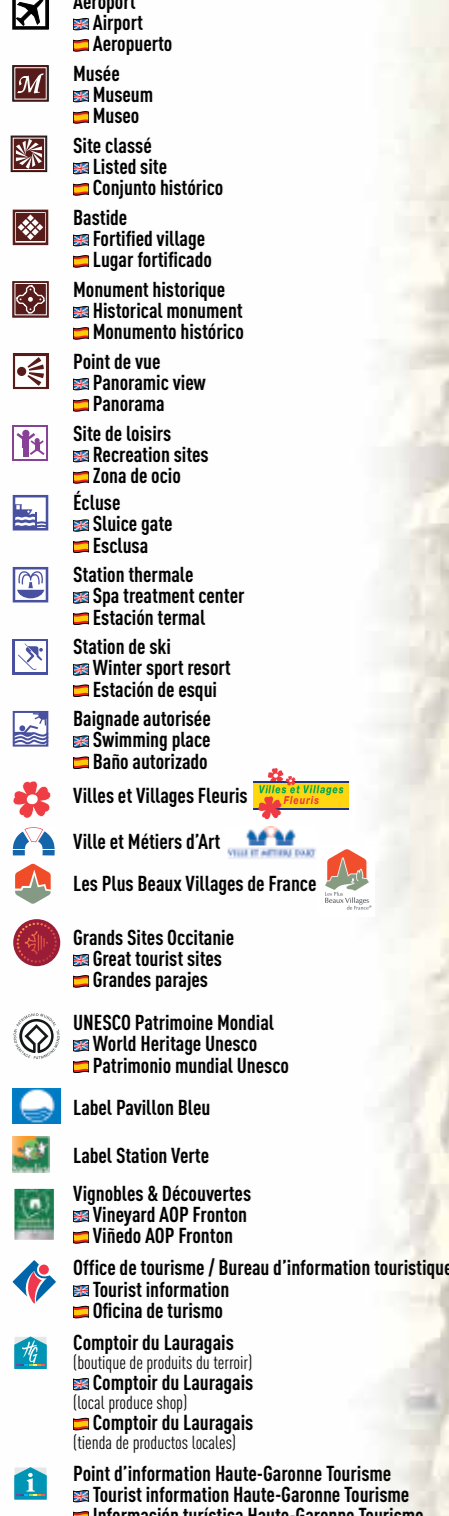 Aéroport
Airport
Aeropuerto
M
Musée
Museum
Museo
Site classé
Listed site
Conjunto histórico
Bastide
Fortified village
Lugar fortificado
Monument historique
Historical monument
Monumento histórico
Point de vue
Panoramic view
Panorama
Site de loisirs
Recreation sites
Zona de ocio
Écluse
Sluice gate
Esclusa
Station thermale
Spa treatment center
Estación termal
Station de ski
Winter sport resort
Estación de esqui
Baignade autorisée
Swimming place
Baño autorizado
Villes et Villages Fleuris Villes et Villages
Fleuris
Ville et Métiers d’Art
VILLE ET MÉTIERS D'ART
Les Plus Beaux Villages de France
Les Plus
Beaux Villages
de France®
Grands Sites Occitanie
Great tourist sites
Grandes parajes
UNESCO Patrimoine Mondial
World Heritage Unesco
Patrimonio mundial Unesco
Label Pavillon Bleu
Label Station Verte
Vignobles & Découvertes
Vineyard AOP Fronton
Viñedo AOP Fronton
Office de tourisme / Bureau d’information touristique
Tourist information
Oficina de turismo
HG
Comptoir du Lauragais
(boutique de produits du terroir)
Comptoir du Lauragais
(local produce shop)
Comptoir du Lauragais
(tienda de productos locales)
i
Point d’information Haute-Garonne Tourisme
Tourist information Haute-Garonne Tourisme
Información turística Haute-Garonne Tourisme